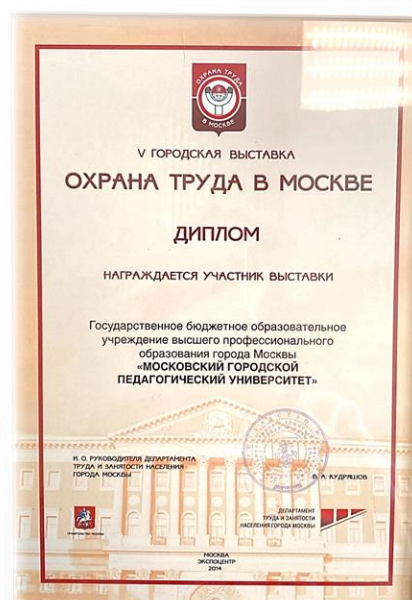 ОХРАНА ТРУДА
В МОСКВЕ
V ГОРОДСКАЯ ВЫСТАВКА
ОХРАНА ТРУДА В МОСКВЕ
ДИПЛОМ
НАГРАЖДАЕТСЯ УЧАСТНИК ВЫСТАВКИ
Государственное бюджетное образовательное
учреждение высшего профессионального
образования города Москвы
«МОСКОВСКИЙ ГОРОДСКОЙ
ПЕДАГОГИЧЕСКИЙ УНИВЕРСИТЕТ»
И. О. РУКОВОДИТЕЛЯ ДЕПАРТАМЕНТА
ТРУДА И ЗАНЯТОСТИ НАСЕЛЕНИЯ
ГОРОДА МОСКВЫ
В. А. КУДРЯШОВ
ПРАВИТЕЛЬСТВО МОСКВЫ
ДЕПАРТАМЕНТ
ТРУДА И ЗАНЯТОСТИ
НАСЕЛЕНИЯ ГОРОДА МОСКВЫ
МОСКВА
ЭКСПОЦЕНТР
2014